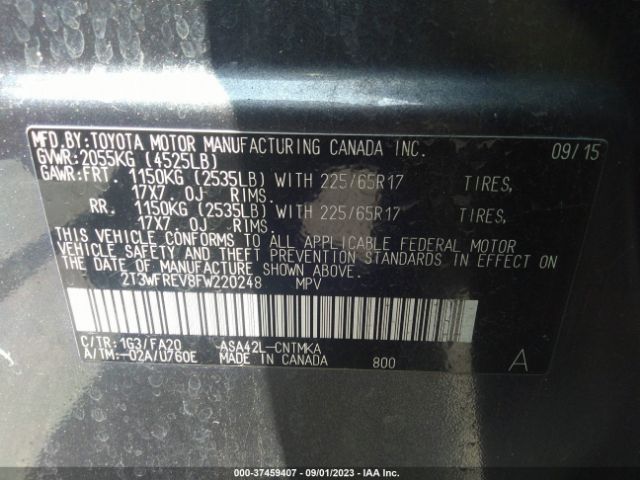 MFD.BY:TOYOTA MOTOR MANUFACTURING CANADA INC. 09/15
GVWR:2055KG (4525LB)
GAWR:FRT. 1150KG (2535LB) WITH 225/65R17 TIRES,
17X7. 0J RIMS.
RR. 1150KG (2535LB) WITH 225/65R17 TIRES,
17X7. 0J RIMS.
THIS VEHICLE CONFORMS TO ALL APPLICABLE FEDERAL MOTOR
VEHICLE SAFETY AND THEFT PREVENTION STANDARDS IN EFFECT ON
THE DATE OF MANUFACTURE SHOWN ABOVE.
2T3WFREV8FW220248 MPV
C/TR:1G3/FA20 ASA42L-CNTMKA
A/TM:-02A/U760E MADE IN CANADA 800 A
000-37459407 - 09/01/2023 - IAA Inc.